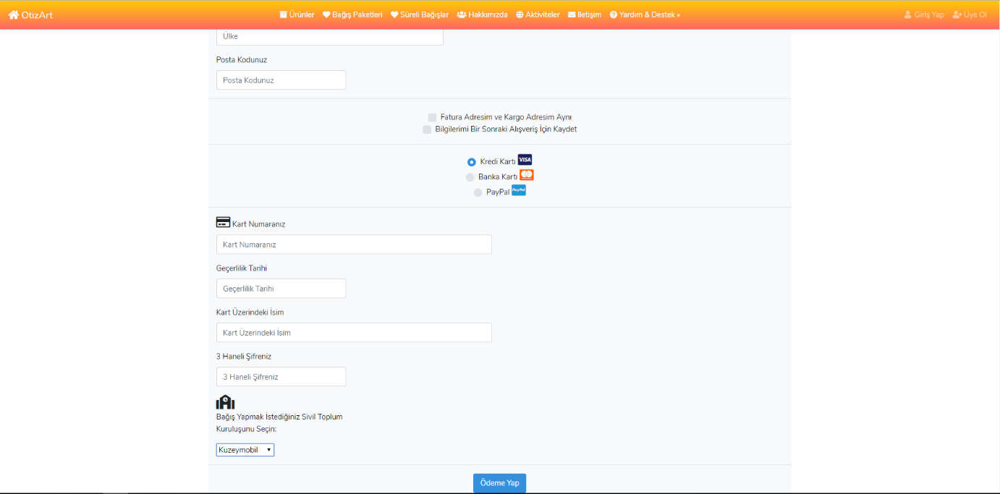 OtizArt Ürünler Bağış Paketleri Süreli Bağışlar Hakkımızda Aktiviteler İletişim Yardım & Destek » Giriş Yap Üye Ol
Ülke
Posta Kodunuz
Posta Kodunuz
Fatura Adresim ve Kargo Adresim Aynı
Bilgilerimi Bir Sonraki Alışveriş İçin Kaydet
Kredi Kartı VISA
Banka Kartı
PayPal PayPal
Kart Numaranız
Kart Numaranız
Geçerlilik Tarihi
Geçerlilik Tarihi
Kart Üzerindeki İsim
Kart Üzerindeki İsim
3 Haneli Şifreniz
3 Haneli Şifreniz
Bağış Yapmak İstediğiniz Sivil Toplum
Kuruluşunu Seçin:
Kuzeymobil
Ödeme Yap